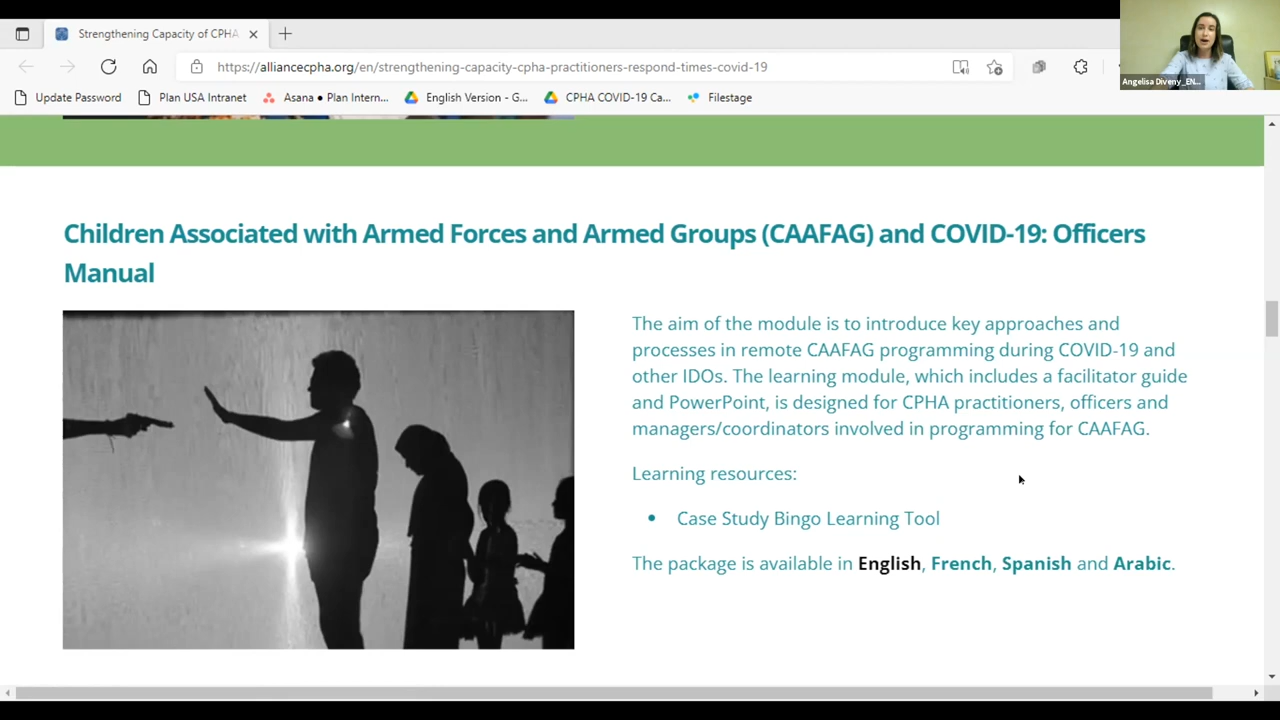 Strengthening Capacity of CPHA
https://alliancecpha.org/en/strengthening-capacity-cpha-practitioners-respond-times-covid-19
Angelisa Diveny_EN...
Update Password
Plan USA Intranet
Asana ● Plan Intern...
English Version - G...
CPHA COVID-19 Ca...
Filestage
Children Associated with Armed Forces and Armed Groups (CAAFAG) and COVID-19: Officers
Manual
The aim of the module is to introduce key approaches and
processes in remote CAAFAG programming during COVID-19 and
other IDOs. The learning module, which includes a facilitator guide
and PowerPoint, is designed for CPHA practitioners, officers and
managers/coordinators involved in programming for CAAFAG.
Learning resources:
• Case Study Bingo Learning Tool
The package is available in English, French, Spanish and Arabic.